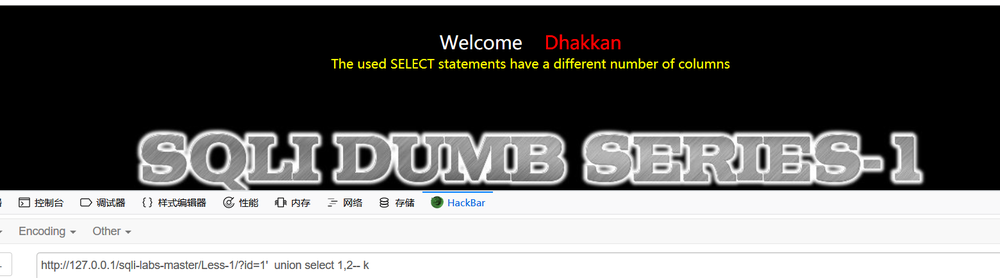 Welcome Dhakkan
The used SELECT statements have a different number of columns
SQLI DUMB SERIES-1
控制台 调试器 {} 样式编辑器 性能 内存 网络 存储 HackBar
Encoding Other
http://127.0.0.1/sqli-labs-master/Less-1/?id=1' union select 1,2-- k